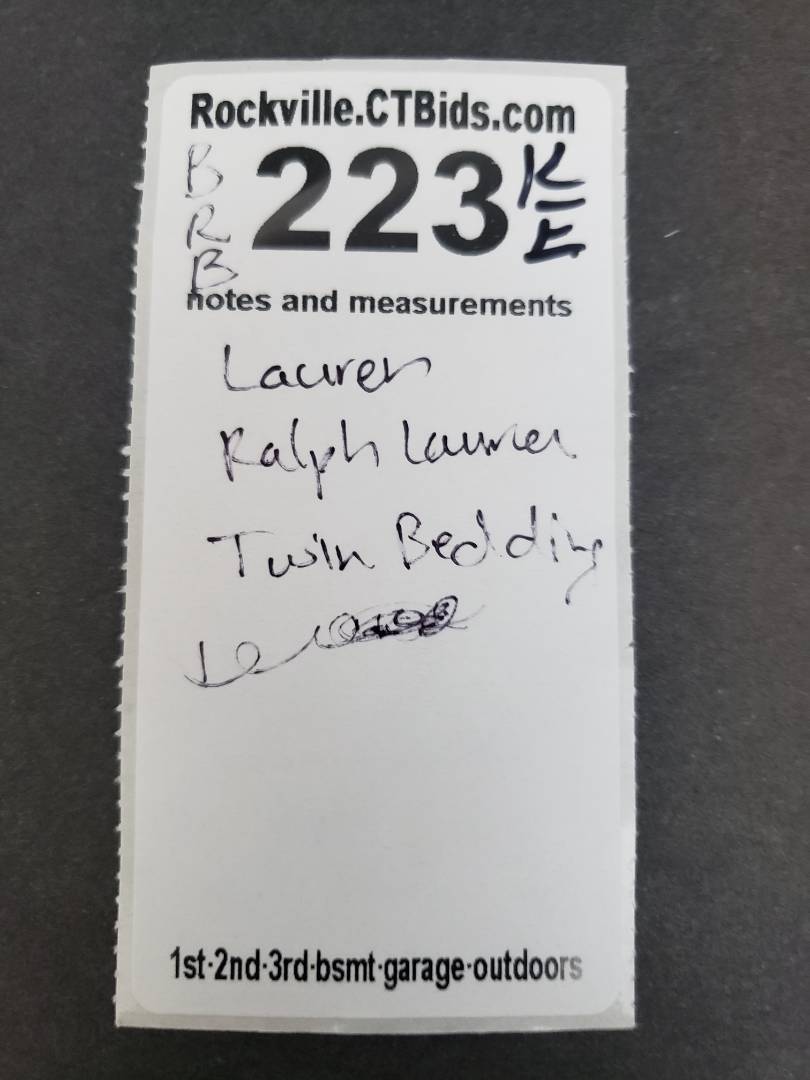 Rockville.CTBids.com
B
R
B
223
K
E
notes and measurements
Lauren
Ralph Lauren
Twin Bedding
1st·2nd·3rd·bsmt·garage·outdoors